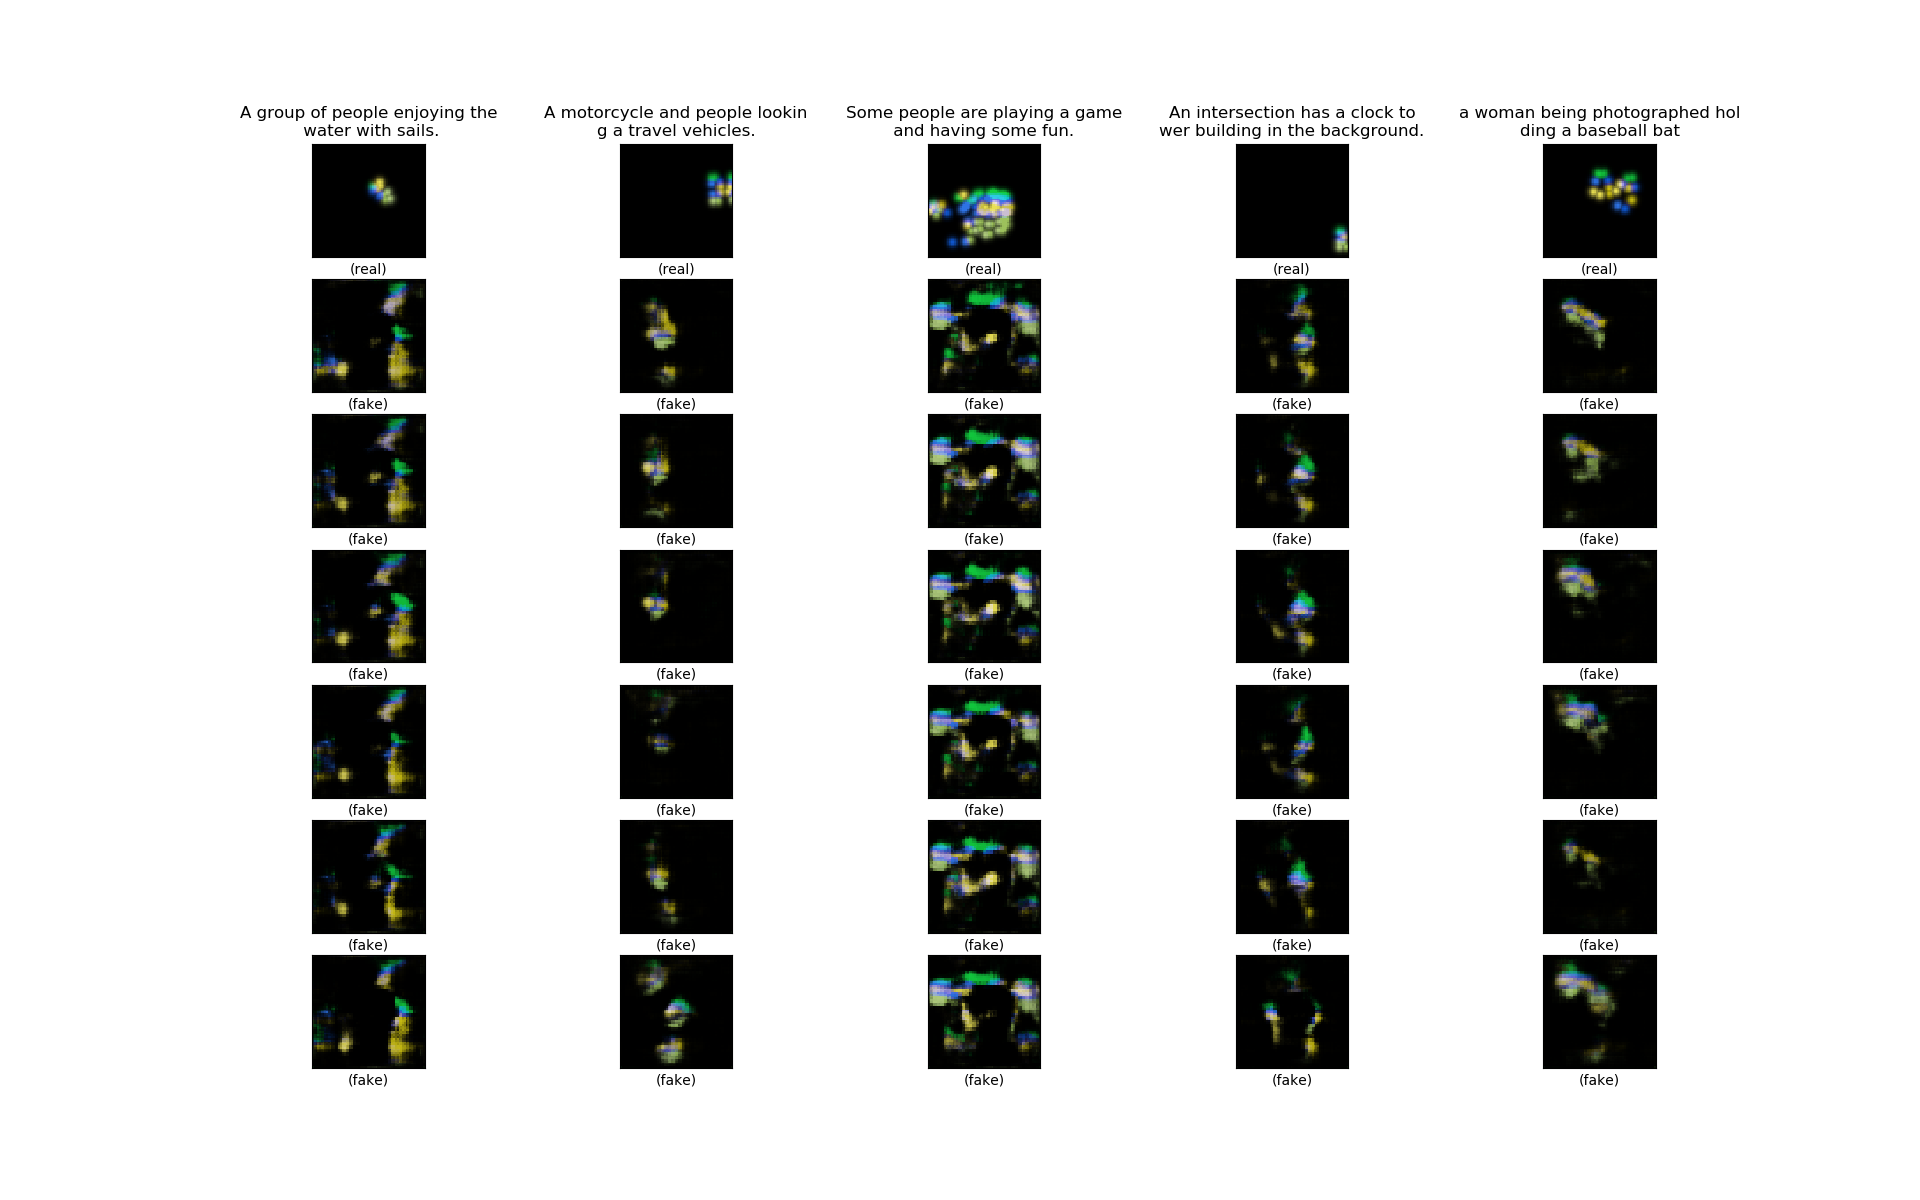 A group of people enjoying the
water with sails.
A motorcycle and people lookin
g a travel vehicles.
Some people are playing a game
and having some fun.
An intersection has a clock to
wer building in the background.
a woman being photographed hol
ding a baseball bat
(real) (real) (real) (real) (real)
(fake) (fake) (fake) (fake) (fake)
(fake) (fake) (fake) (fake) (fake)
(fake) (fake) (fake) (fake) (fake)
(fake) (fake) (fake) (fake) (fake)
(fake) (fake) (fake) (fake) (fake)
(fake) (fake) (fake) (fake) (fake)